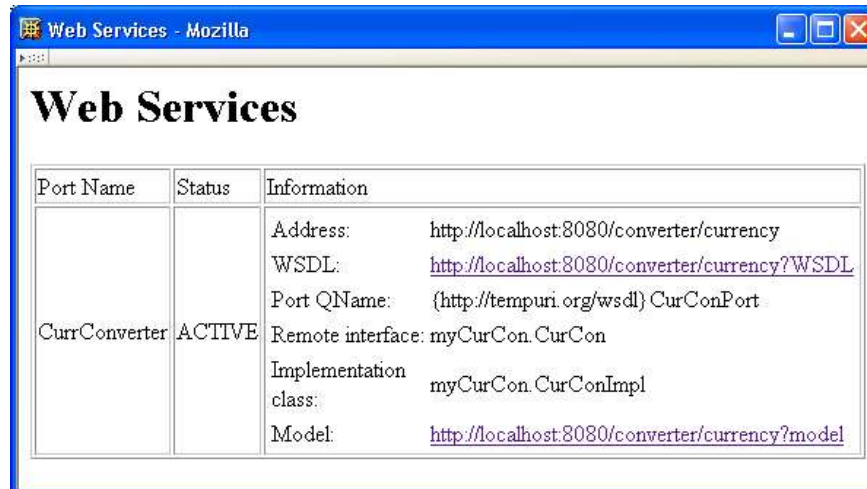 Web Services - Mozilla
Web Services
Port Name Status Information
CurrConverter ACTIVE
Address: http://localhost:8080/converter/currency
WSDL: http://localhost:8080/converter/currency?WSDL
Port QName: {http://tempuri.org/wsdl}CurConPort
Remote interface: myCurCon.CurCon
Implementation
class: myCurCon.CurConImpl
Model: http://localhost:8080/converter/currency?model